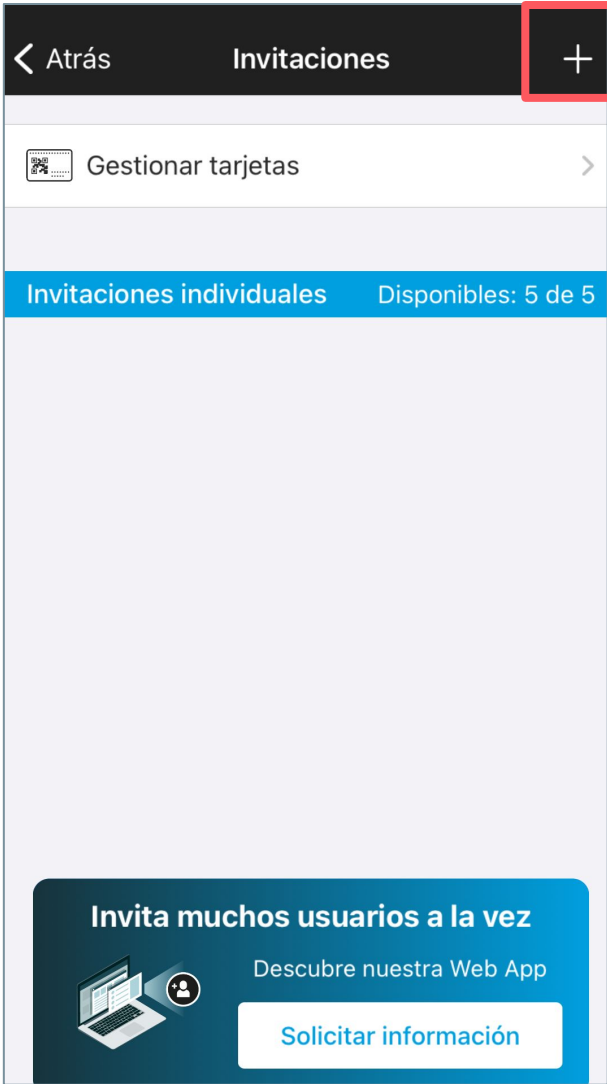 Atrás
Invitaciones
Gestionar tarjetas
Invitaciones individuales
Disponibles: 5 de 5
Invita muchos usuarios a la vez
Descubre nuestra Web App
Solicitar información